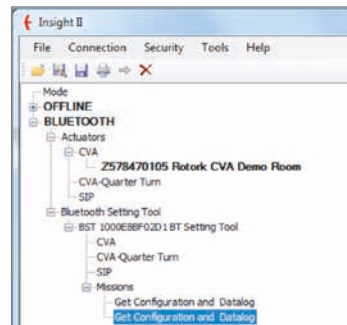 Insight II
File Connection Security Tools Help
Mode
OFFLINE
BLUETOOTH
Actuators
CVA
Z578470105 Rotork CVA Demo Room
CVA-Quarter Turn
SIP
Bluetooth Setting Tool
BST 1000E8BF02D1 BT Setting Tool
CVA
CVA-Quarter Turn
SIP
Missions
Get Configuration and Datalog
Get Configuration and Datalog